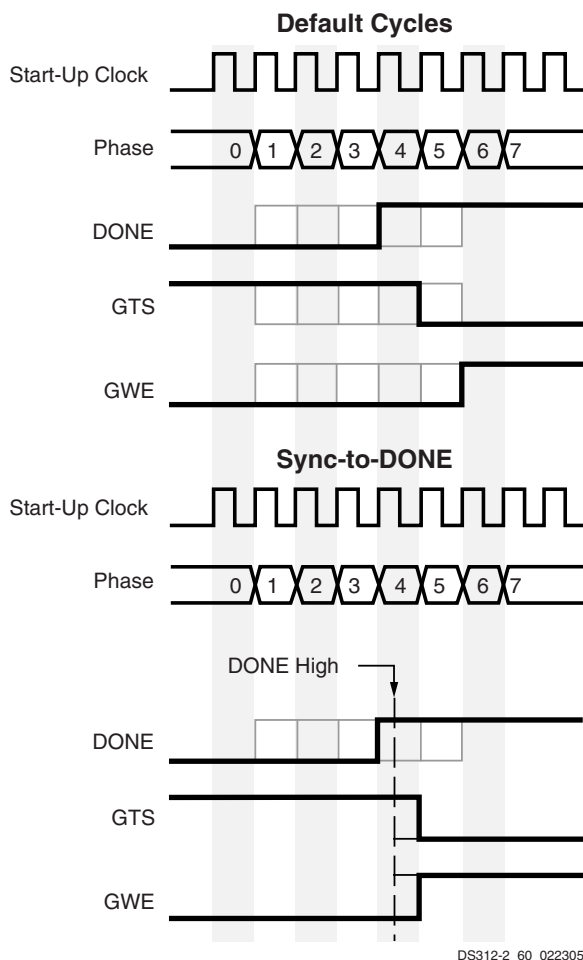 Default Cycles
Start-Up Clock
Phase
0 1 2 3 4 5 6 7
DONE
GTS
GWE
Sync-to-DONE
Start-Up Clock
Phase
0 1 2 3 4 5 6 7
DONE High
DONE
GTS
GWE
DS312-2_60_022305